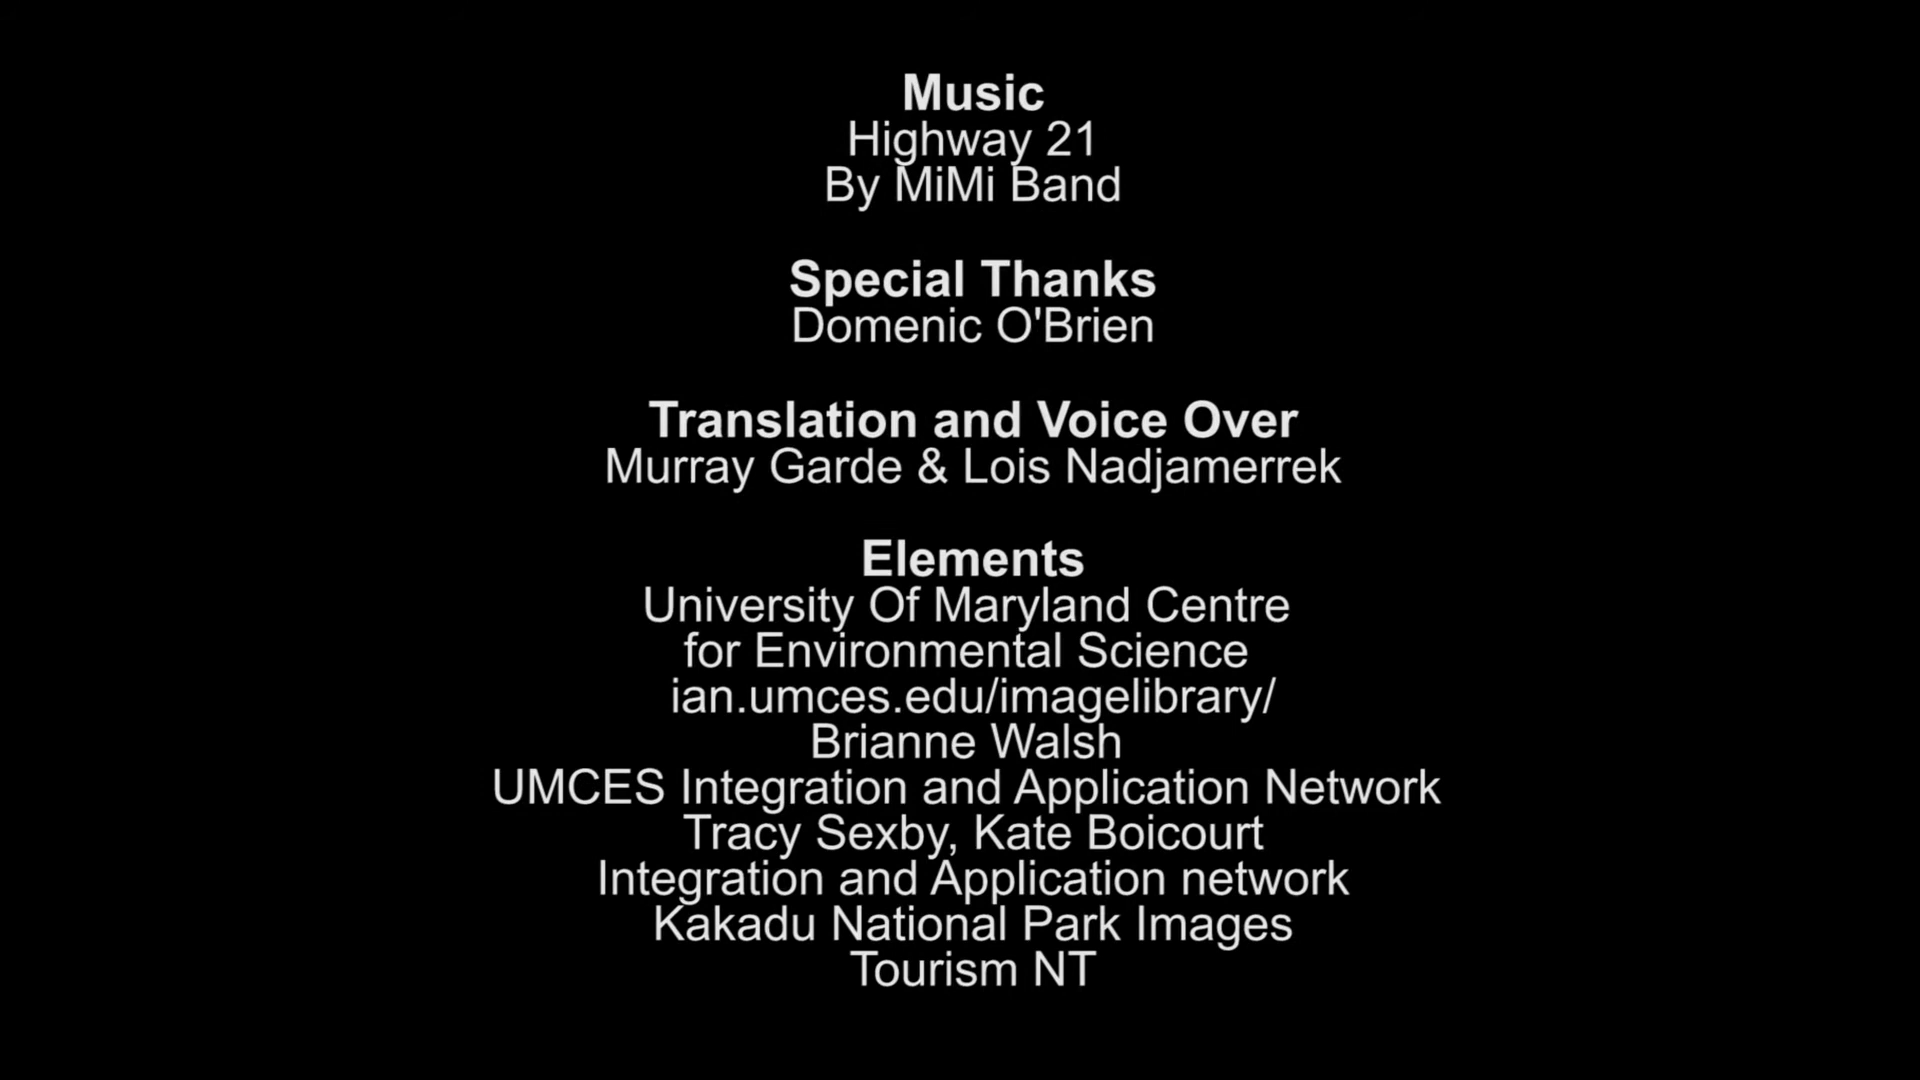 Music
Highway 21
By MiMi Band
Special Thanks
Domenic O'Brien
Translation and Voice Over
Murray Garde & Lois Nadjamerrek
Elements
University Of Maryland Centre
for Environmental Science
ian.umces.edu/imagelibrary/
Brianne Walsh
UMCES Integration and Application Network
Tracy Sexby, Kate Boicourt
Integration and Application network
Kakadu National Park Images
Tourism NT